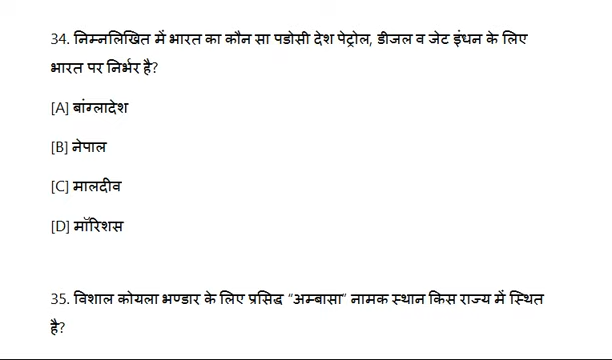 34. निम्नलिखित में भारत का कौन सा पडोसी देश पेट्रोल, डीजल व जेट इंधन के लिए
भारत पर निर्भर है?
[A] बांग्लादेश
[B] नेपाल
[C] मालदीव
[D] मॉरिशस
35. विशाल कोयला भण्डार के लिए प्रसिद्ध “अम्बासा” नामक स्थान किस राज्य में स्थित
है?